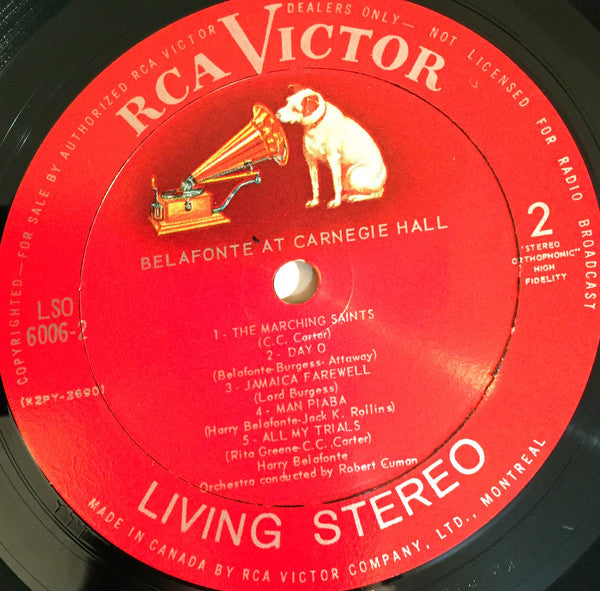 COPYRIGHTED — FOR SALE BY AUTHORIZED RCA VICTOR DEALERS ONLY — NOT LICENSED FOR RADIO BROADCAST
RCA VICTOR
BELAFONTE AT CARNEGIE HALL
2
"STEREO
ORTHOPHONIC"
HIGH
FIDELITY
LSO
6006-2
(K2PY-2690)
1 - THE MARCHING SAINTS
(C.C. Carter)
2 - DAY O
(Belafonte-Burgess-Attaway)
3 - JAMAICA FAREWELL
(Lord Burgess)
4 - MAN PIABA
(Harry Belafonte-Jack K. Rollins)
5 - ALL MY TRIALS
(Rita Greene-C.C. Carter)
Harry Belafonte
Orchestra conducted by Robert Cuman
LIVING STEREO
MADE IN CANADA BY RCA VICTOR COMPANY, LTD., MONTREAL